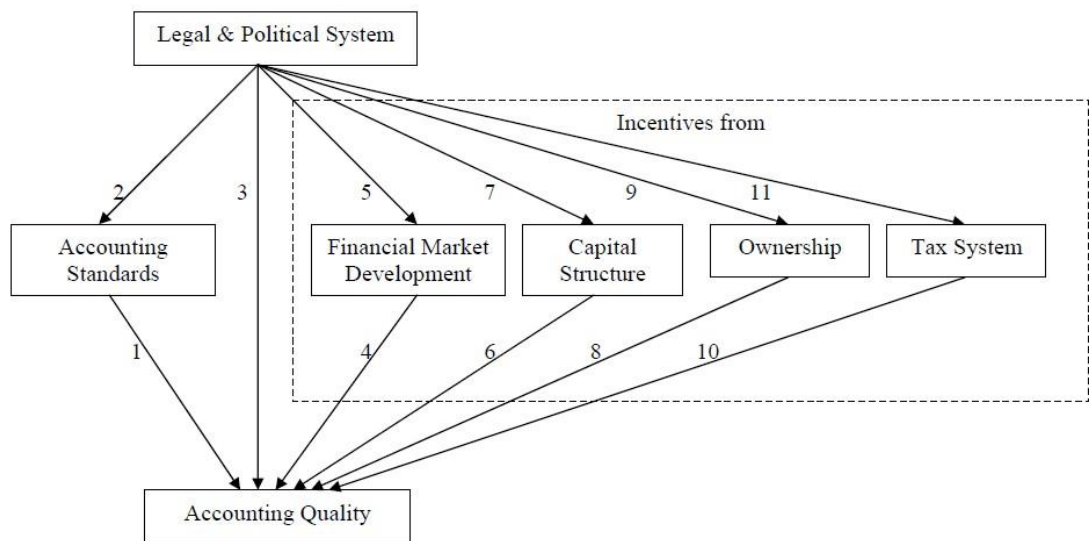 Legal & Political System
Incentives from
2
3
5
7
9
11
Accounting
Standards
Financial Market
Development
Capital
Structure
Ownership
Tax System
1
4
6
8
10
Accounting Quality